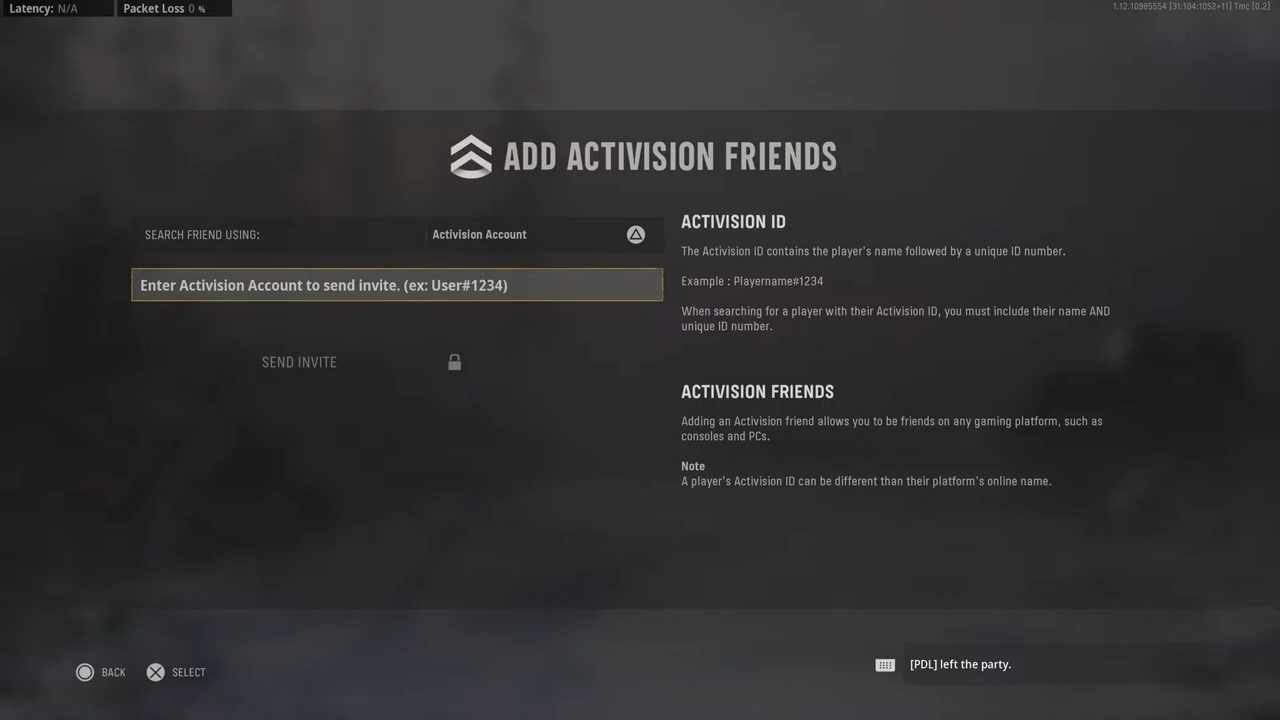 Latency: N/A
Packet Loss 0 %
1.12.10985554 [31:104:1052+11] Tmc [0.2]
ADD ACTIVISION FRIENDS
SEARCH FRIEND USING:
Activision Account
Enter Activision Account to send invite. (ex: User#1234)
SEND INVITE
ACTIVISION ID
The Activision ID contains the player's name followed by a unique ID number.
Example : Playername#1234
When searching for a player with their Activision ID, you must include their name AND
unique ID number.
ACTIVISION FRIENDS
Adding an Activision friend allows you to be friends on any gaming platform, such as
consoles and PCs.
Note
A player's Activision ID can be different than their platform's online name.
BACK
SELECT
[PDL] left the party.